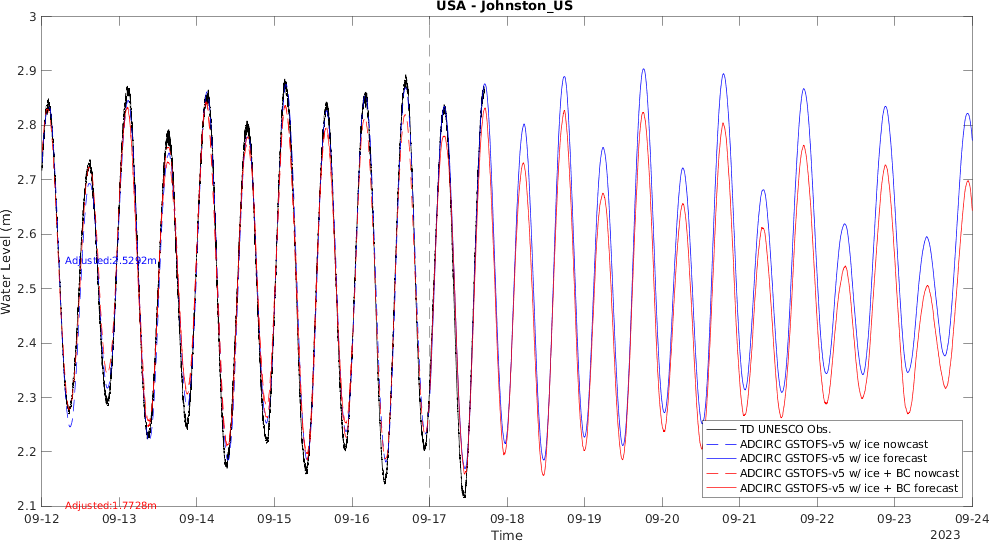 USA - Johnston_US
3
2.9
2.8
2.7
2.6
2.5
2.4
2.3
2.2
2.1
Water Level (m)
Adjusted:2.5292m
Adjusted:1.7728m
TD UNESCO Obs.
ADCIRC GSTOFS-v5 w/ ice nowcast
ADCIRC GSTOFS-v5 w/ ice forecast
ADCIRC GSTOFS-v5 w/ ice + BC nowcast
ADCIRC GSTOFS-v5 w/ ice + BC forecast
09-12 09-13 09-14 09-15 09-16 09-17 09-18 09-19 09-20 09-21 09-22 09-23 09-24
Time
2023